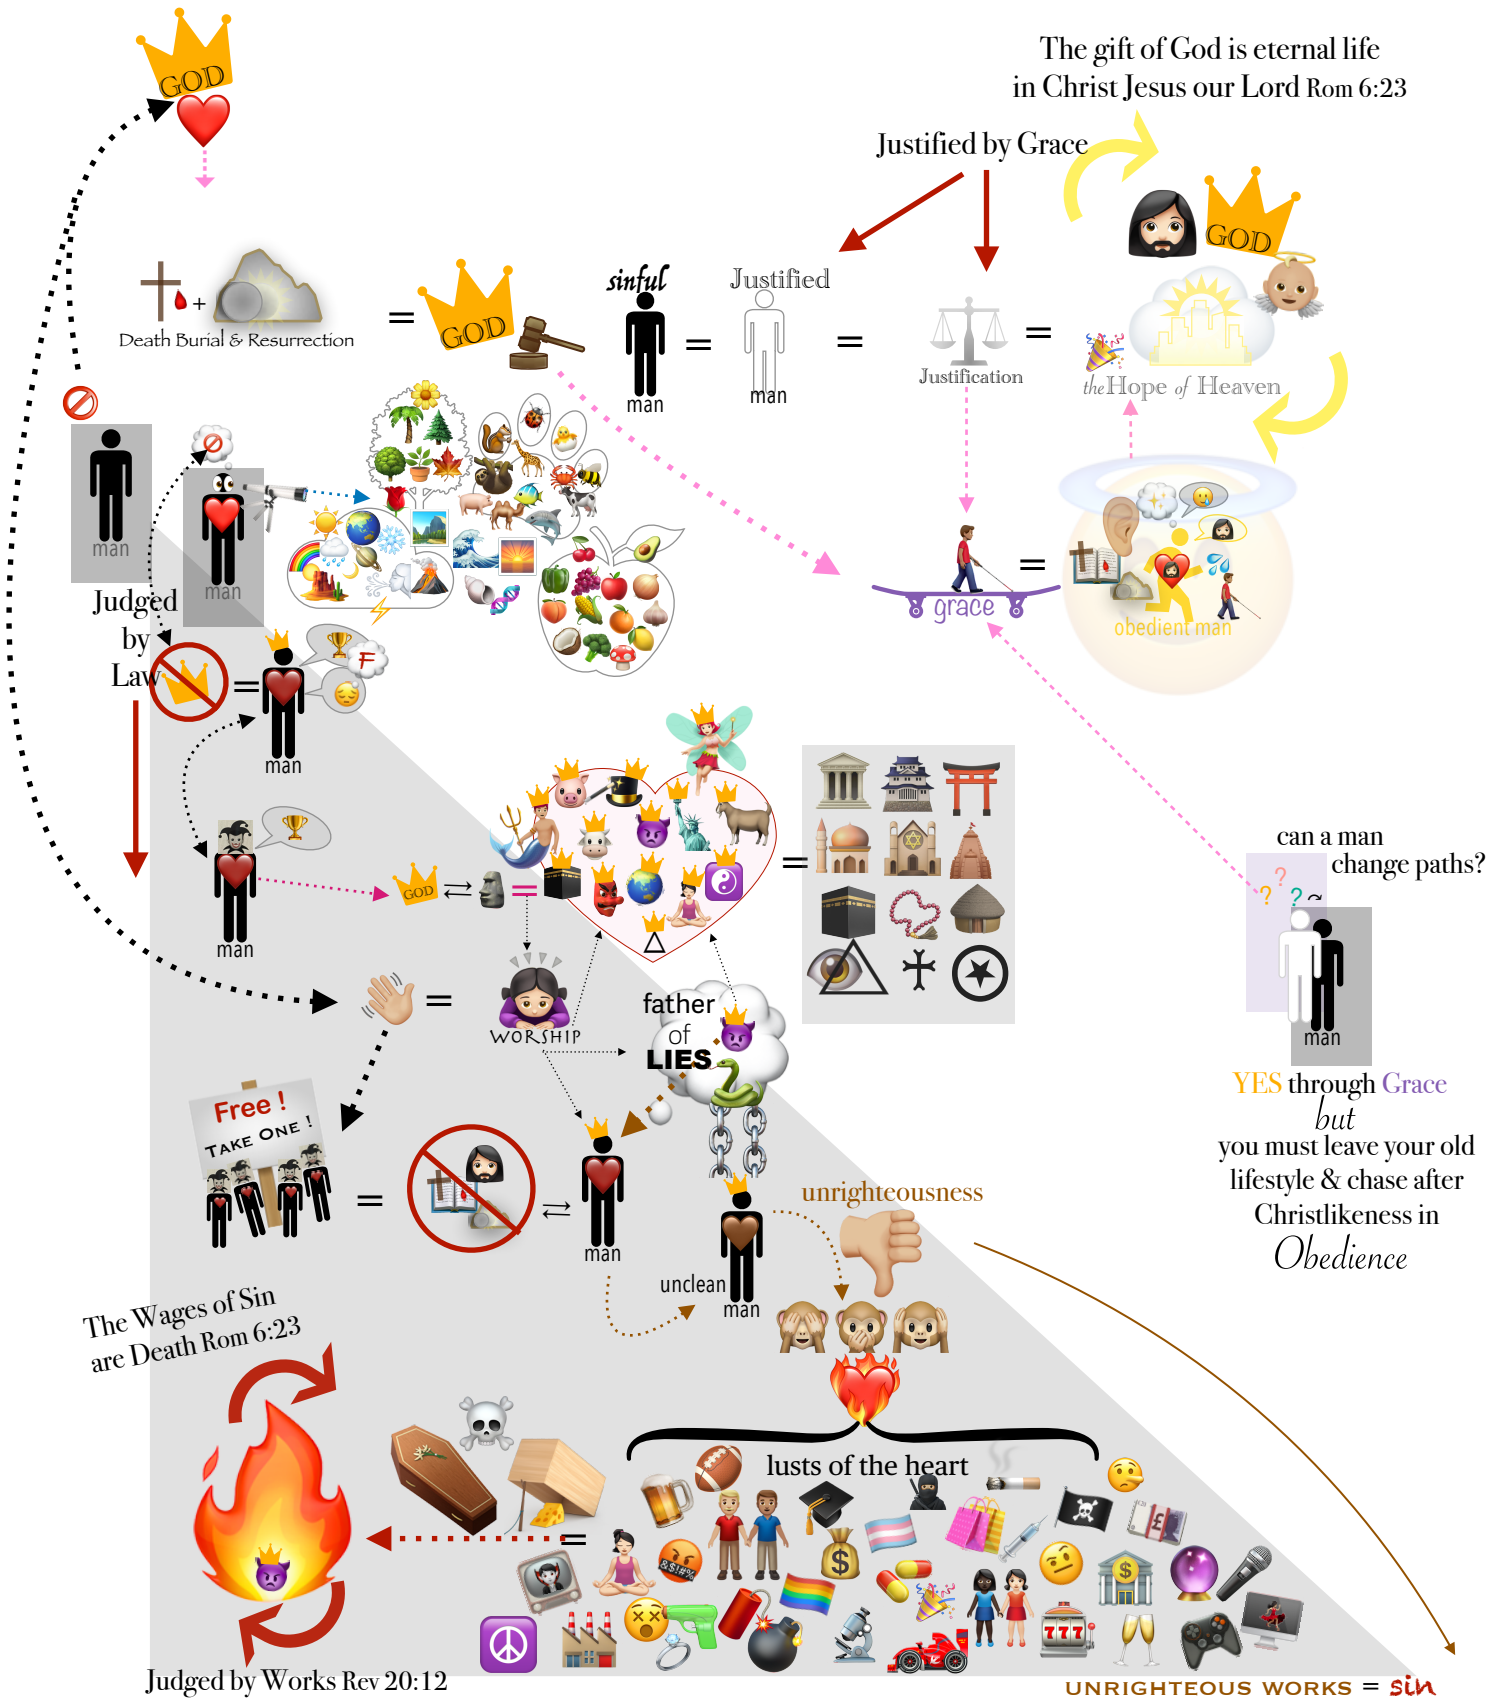 GOD
The gift of God is eternal life
in Christ Jesus our Lord Rom 6:23
Justified by Grace
GOD
+
Death Burial & Resurrection
=
GOD
sinful
man
=
Justified
man
=
Justification
=
the Hope of Heaven
man
man
Judged
by
Law
grace
=
obedient man
=
F
man
man
GOD
=
=
can a man
change paths?
? ? ?
man
YES through Grace
but
you must leave your old
lifestyle & chase after
Christlikeness in
Obedience
=
WORSHIP
father
of
LIES
Free !
TAKE ONE !
=
man
unclean
man
unrighteousness
The Wages of Sin
are Death Rom 6:23
lusts of the heart
=
&$!#%
$
£
$
777
12
Judged by Works Rev 20:12
UNRIGHTEOUS WORKS = sin